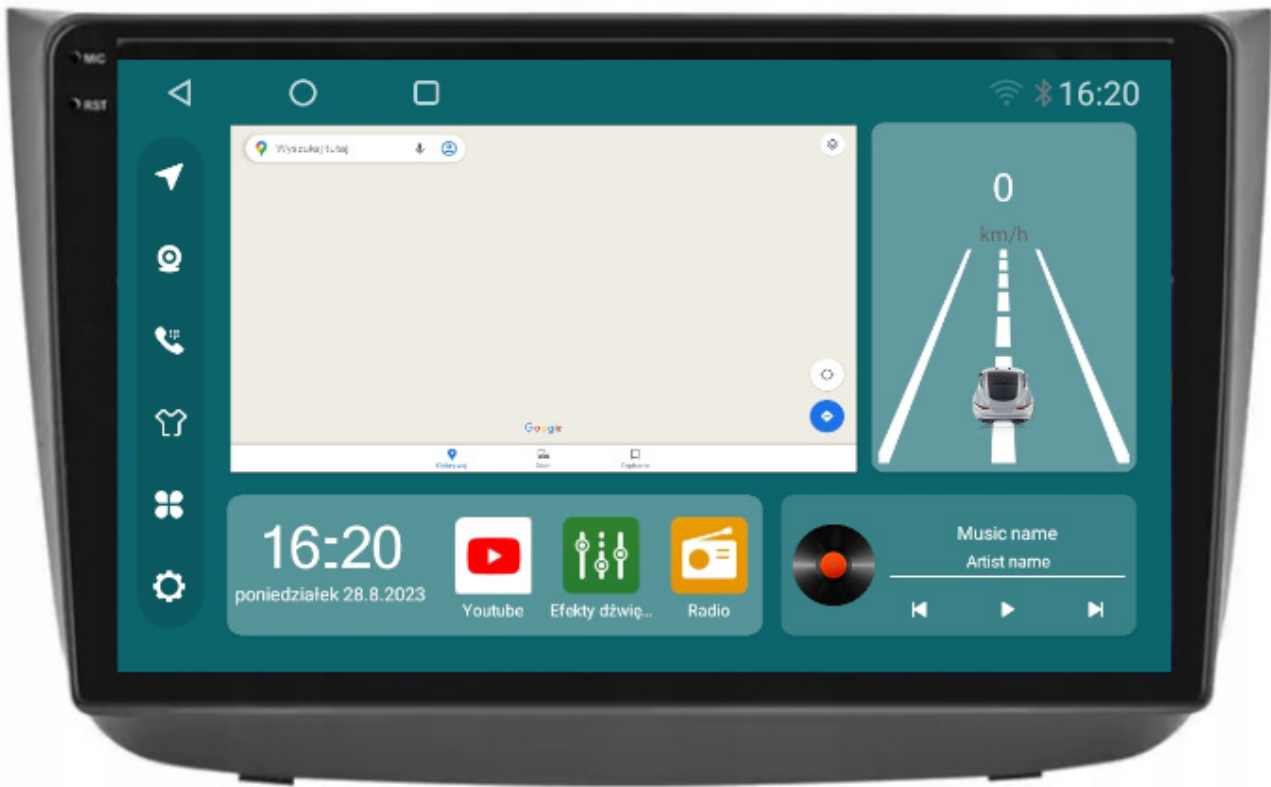 MIC
RST
16:20
Wyszukaj tutaj
0
km/h
Google
16:20
poniedziałek 28.8.2023
Youtube
Efekty dźwię...
Radio
Music name
Artist name